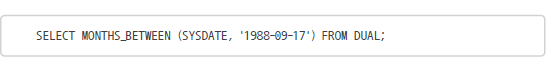 SELECT MONTHS_BETWEEN (SYSDATE, '1988-09-17') FROM DUAL;